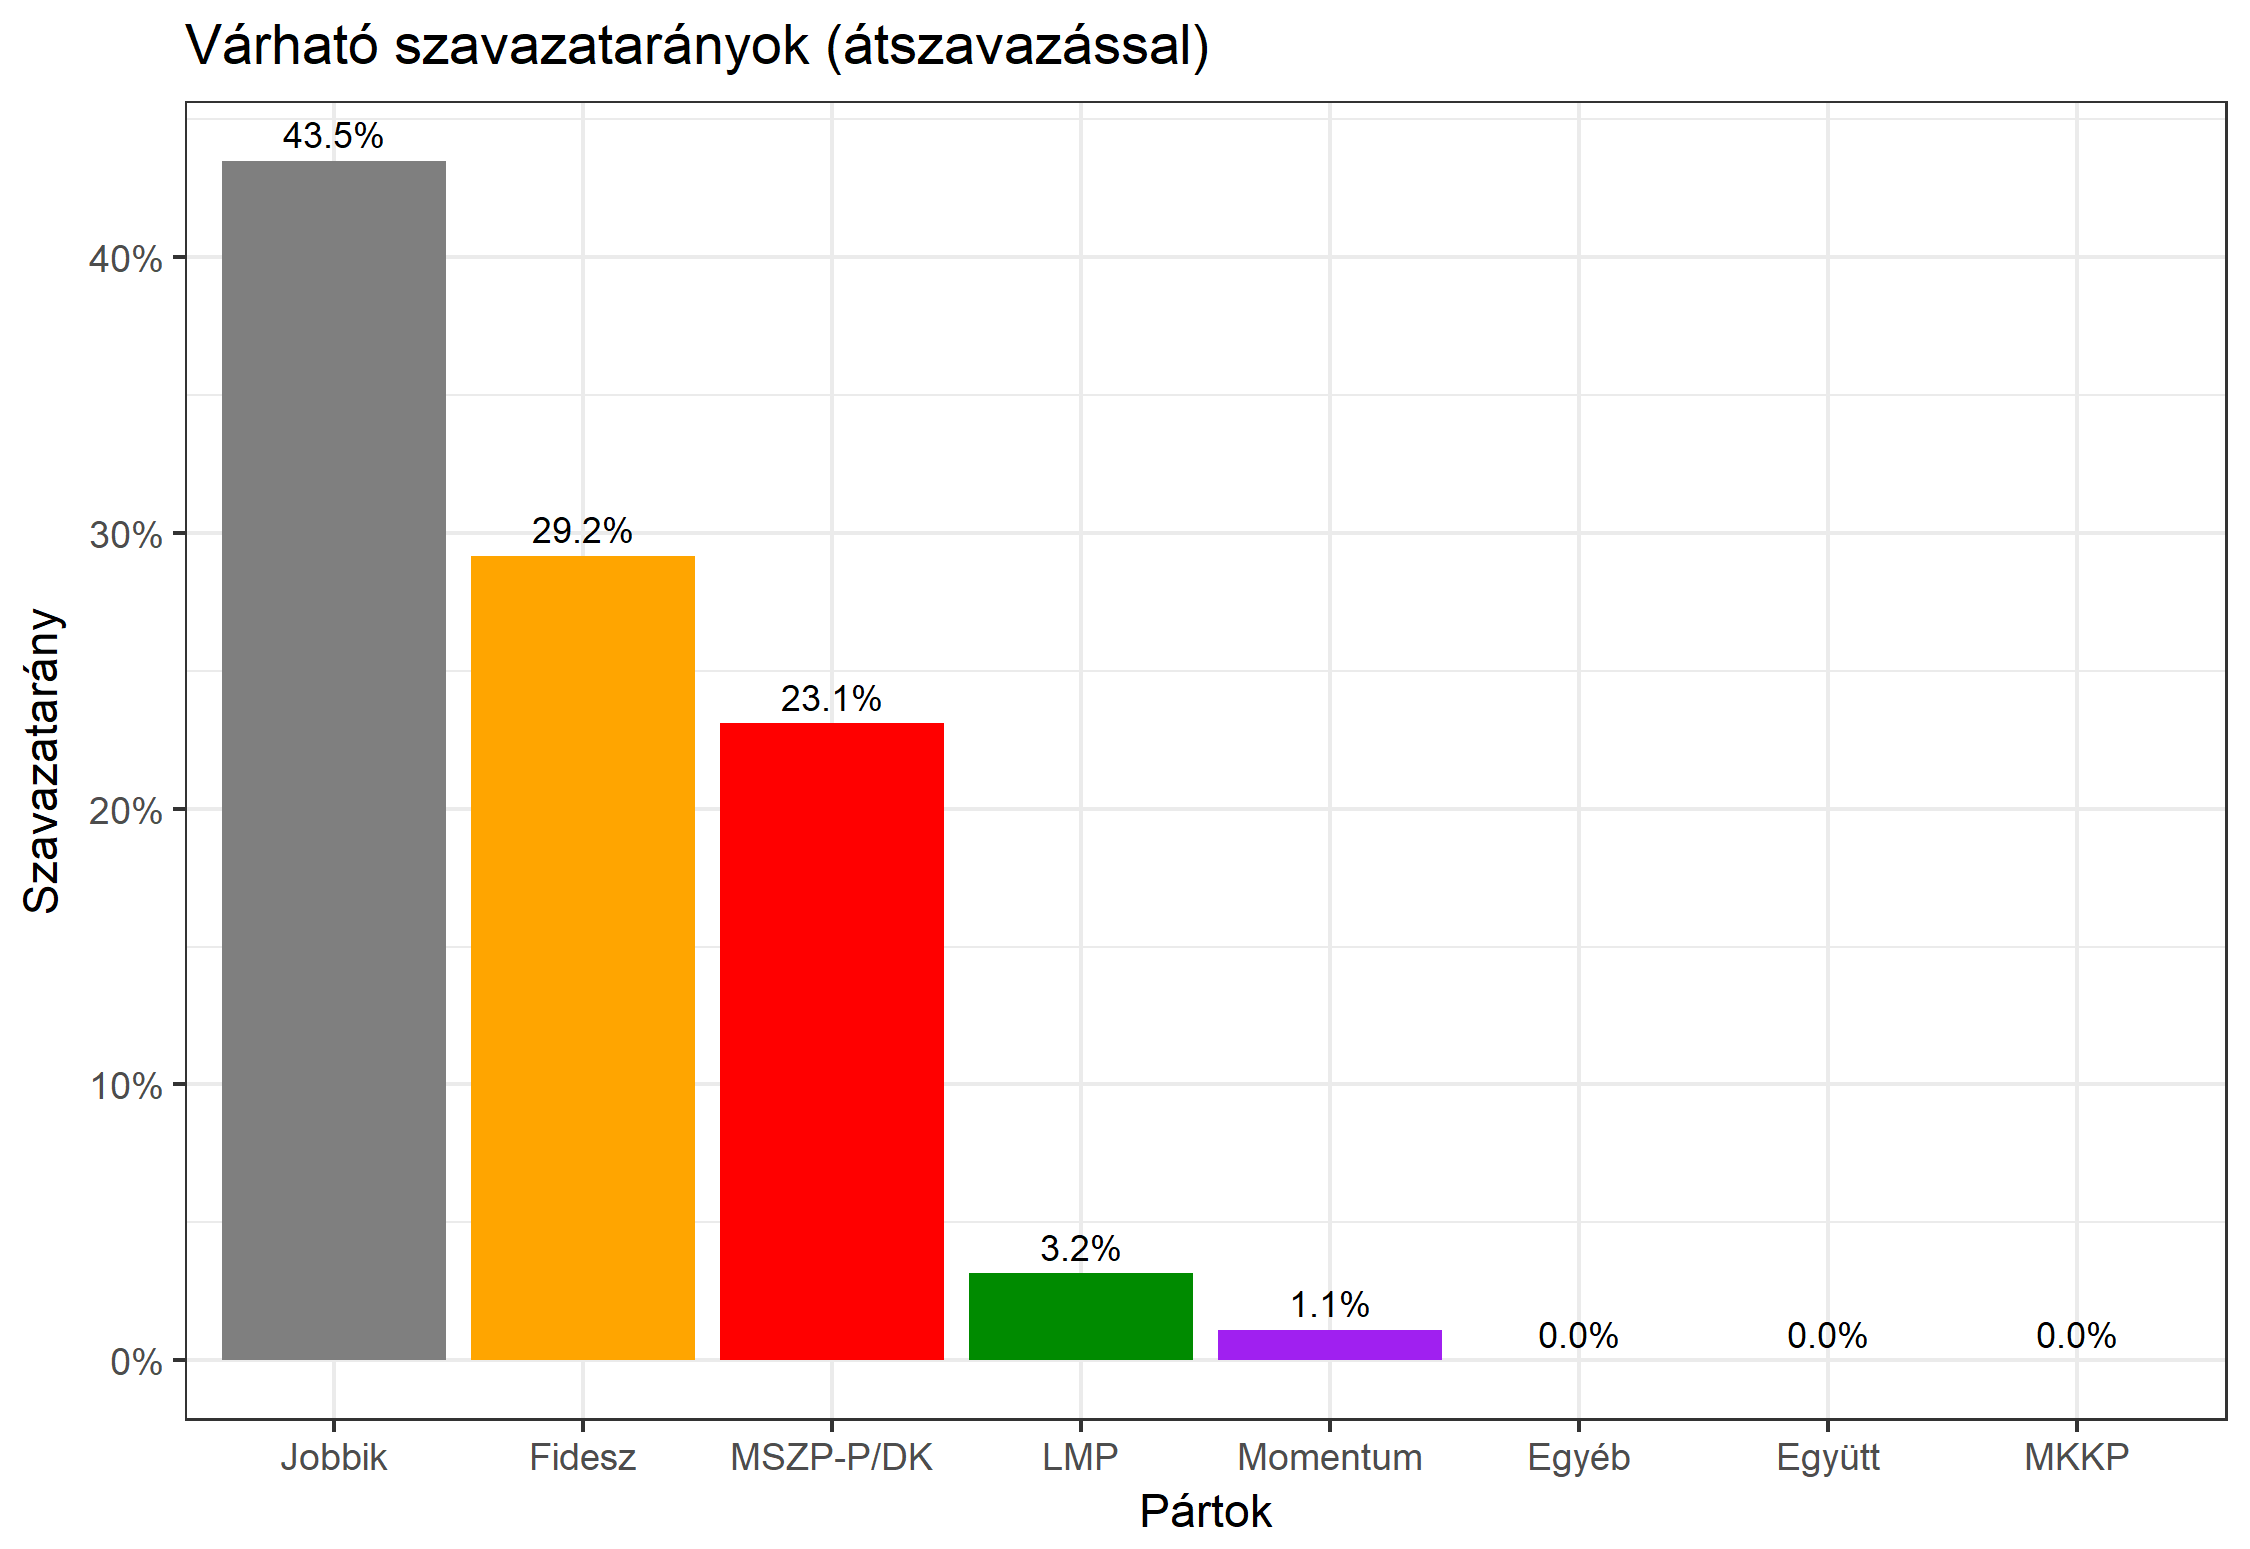 Várható szavazatarányok (átszavazással)
43.5%
29.2%
23.1%
3.2%
1.1%
0.0%
0.0%
0.0%
40%
30%
20%
10%
0%
Szavazatarány
Jobbik
Fidesz
MSZP-P/DK
LMP
Momentum
Egyéb
Együtt
MKKP
Pártok